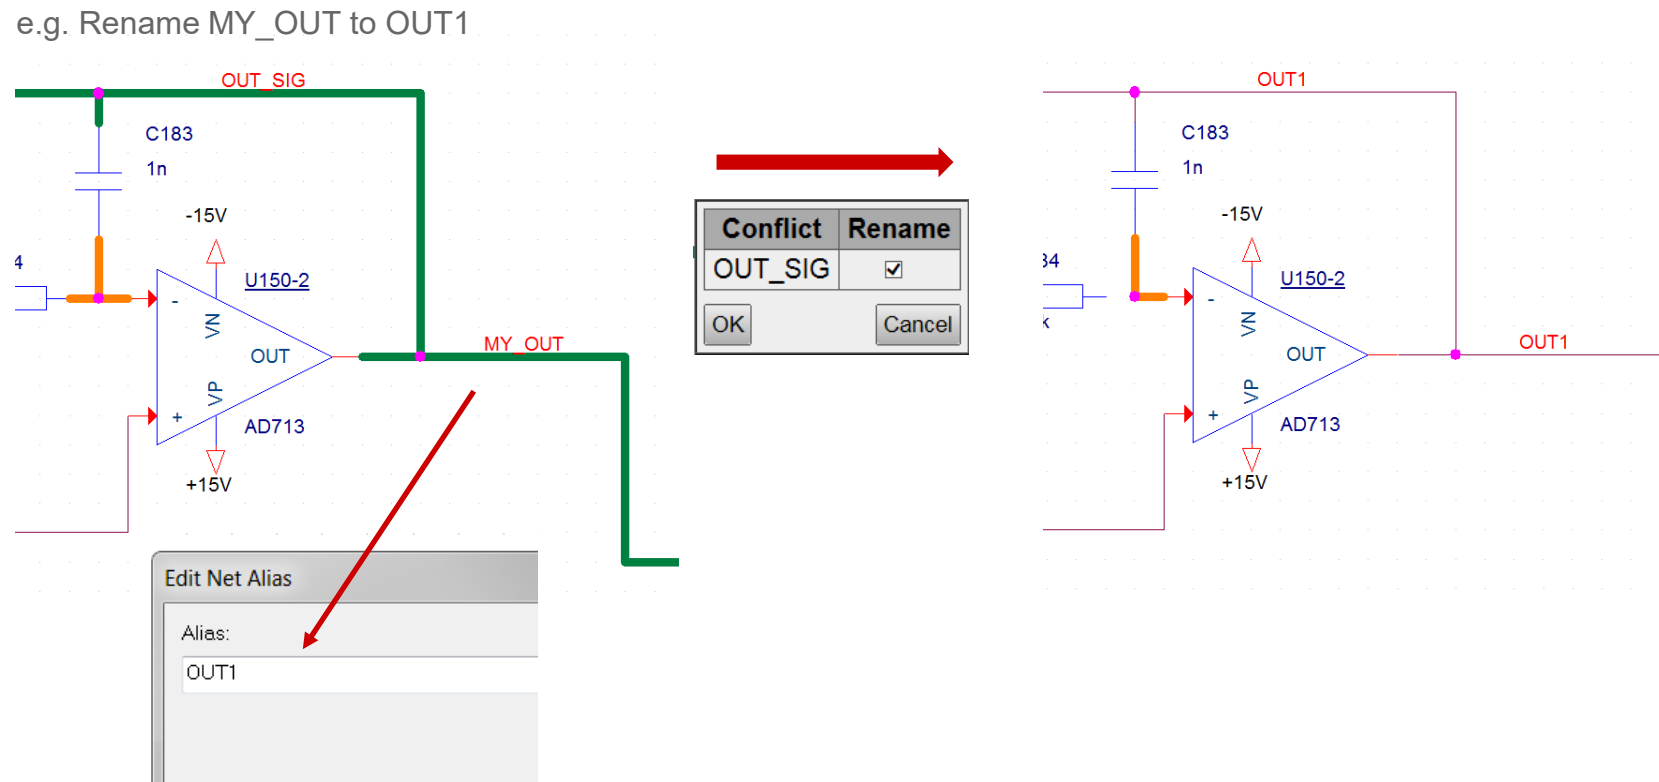 e.g. Rename MY_OUT to OUT1
OUT_SIG
C183
1n
-15V
4
U150-2
-
VN
OUT
MY_OUT
VP
+
AD713
+15V
Edit Net Alias
Alias:
OUT1
Conflict Rename
OUT_SIG
OK Cancel
OUT1
C183
1n
-15V
34
U150-2
-
k
VN
OUT
OUT1
VP
+
AD713
+15V